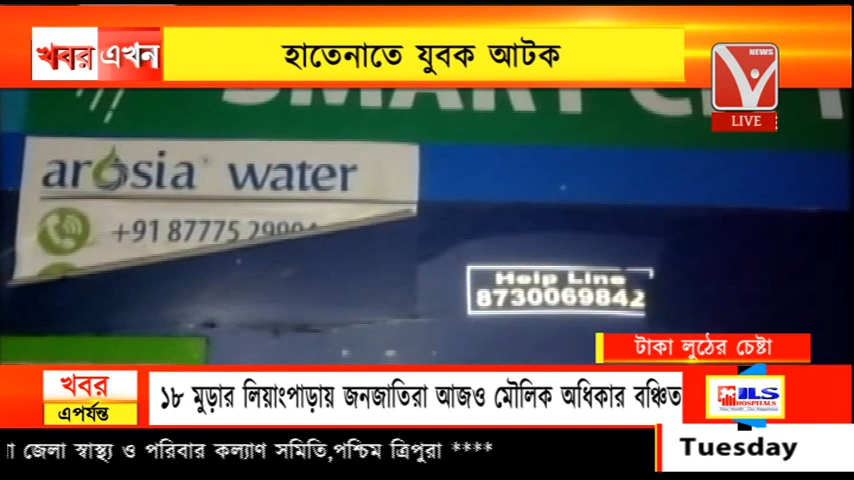 খবর এখন
হাতেনাতে যুবক আটক
NEWS
LIVE
SMART
arosia water
+91 87775
Help Line
8730069842
টাকা লুঠের চেষ্টা
খবর
এপর্যন্ত
১৮ মুড়ার লিয়াংপাড়ায় জনজাতিরা আজও মৌলিক অধিকার বঞ্চিত
ILS
HOSPITALS
জেলা স্বাস্থ্য ও পরিবার কল্যাণ সমিতি,পশ্চিম ত্রিপুরা ****
Tuesday